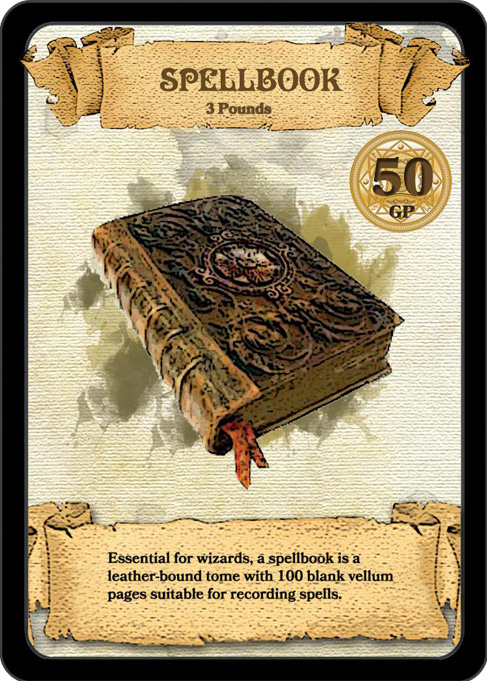 SPELLBOOK
3 Pounds
50
GP
Essential for wizards, a spellbook is a
leather-bound tome with 100 blank vellum
pages suitable for recording spells.